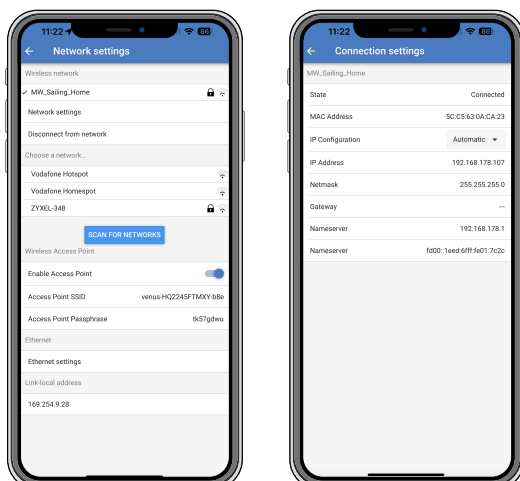 11:22
86
Network settings
Wireless network
MW_Sailing_Home
Network settings
Disconnect from network
Choose a network...
Vodafone Hotspot
Vodafone Homespot
ZYXEL-348
SCAN FOR NETWORKS
Wireless Access Point
Enable Access Point
Access Point SSID venus-HQ2245FTMXY-b8e
Access Point Passphrase tk57gdwu
Ethernet
Ethernet settings
Link-local address
169.254.9.28
11:22
86
Connection settings
MW_Sailing_Home
State Connected
MAC Address 5C:C5:63:0A:CA:23
IP Configuration Automatic
IP Address 192.168.178.107
Netmask 255.255.255.0
Gateway --
Nameserver 192.168.178.1
Nameserver fd00::1eed:6fff:fe01:7c2c